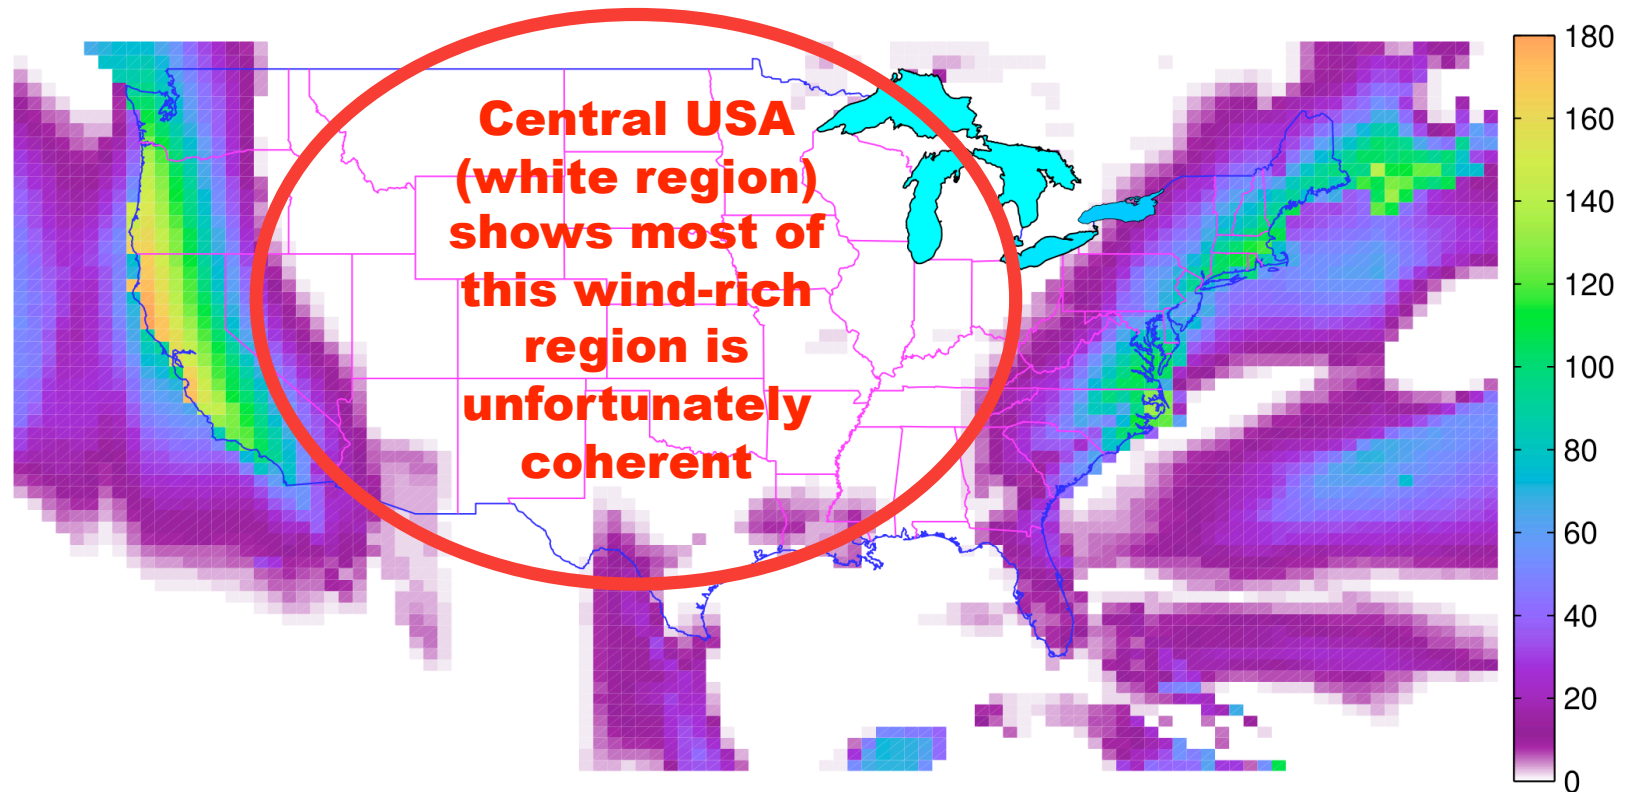 Central USA
(white region)
shows most of
this wind-rich
region is
unfortunately
coherent
180
160
140
120
100
80
60
40
20
0